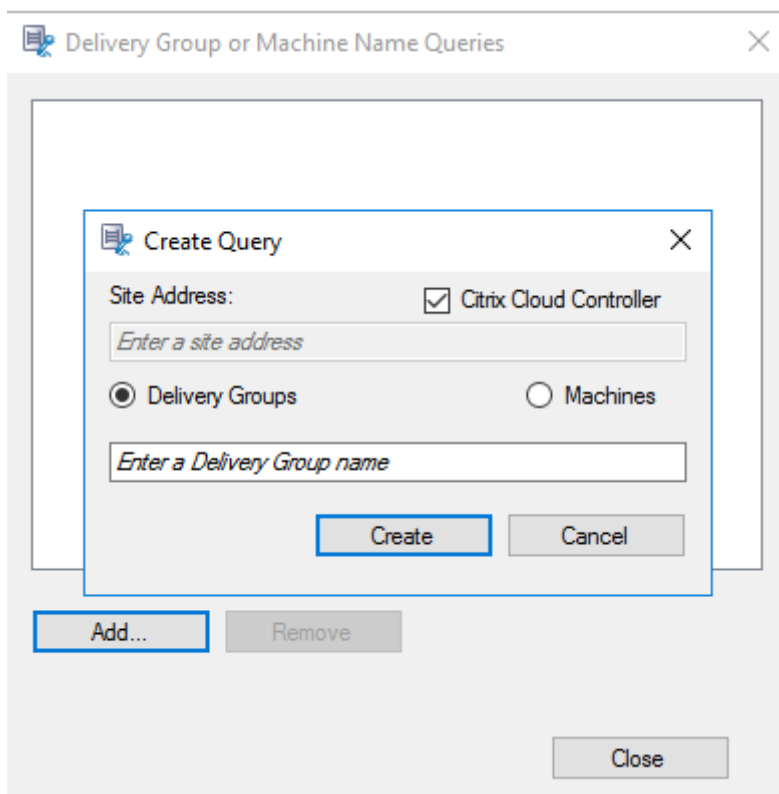 Delivery Group or Machine Name Queries
Create Query
Site Address:
Citrix Cloud Controller
Enter a site address
Delivery Groups
Machines
Enter a Delivery Group name
Create
Cancel
Add...
Remove
Close